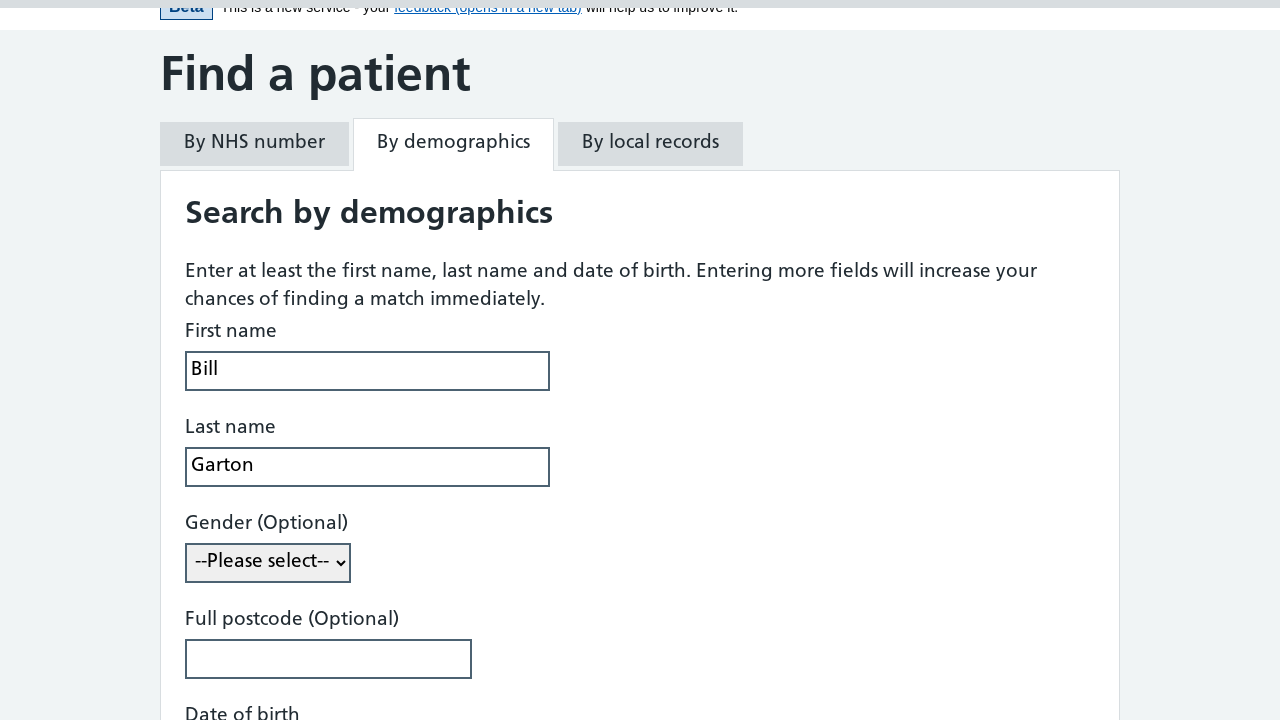 Beta This is a new service - your feedback (opens in a new tab) will help us to improve it.
Find a patient
By NHS number By demographics By local records
Search by demographics
Enter at least the first name, last name and date of birth. Entering more fields will increase your
chances of finding a match immediately.
First name
Bill
Last name
Garton
Gender (Optional)
--Please select--
Full postcode (Optional)
Date of birth